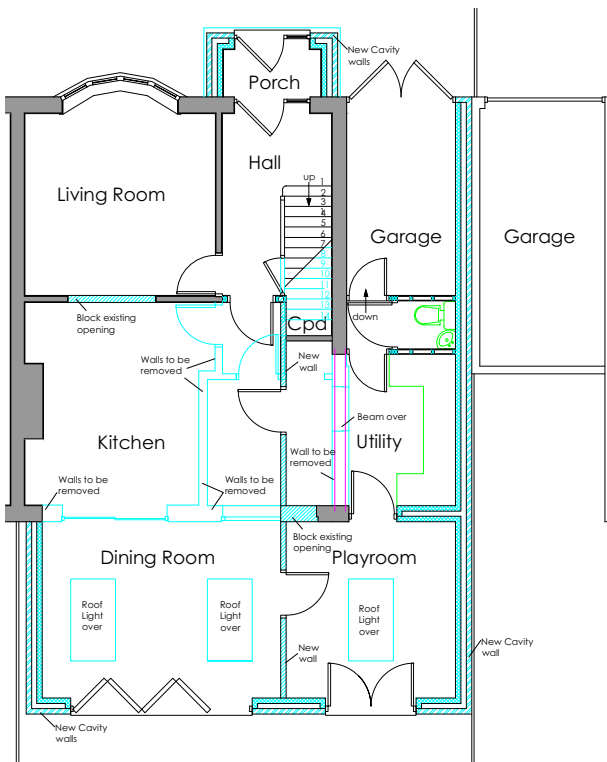 New Cavity
walls
Porch
Hall
up
1
2
3
4
5
6
7
Living Room
Garage
Garage
Block existing
opening
Cpd
down
Walls to be
removed
New
wall
Beam over
Kitchen
Utility
Wall to be
removed
Walls to be
removed
Walls to be
removed
Block existing
opening
Dining Room
Playroom
Roof
Light
over
Roof
Light
over
Roof
Light
over
New
wall
New Cavity
wall
New Cavity
walls